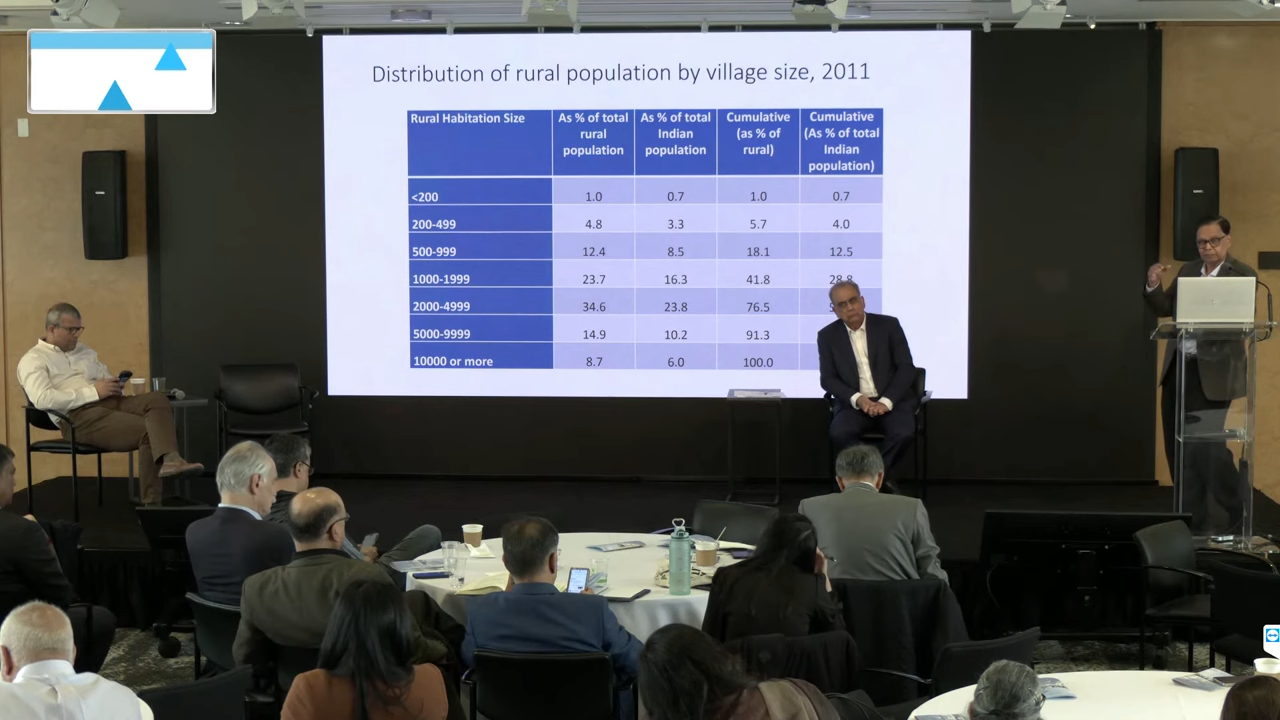 Distribution of rural population by village size, 2011
Rural Habitation Size | As % of total rural population | As % of total Indian population | Cumulative (as % of rural) | Cumulative (As % of total Indian population)
<200 | 1.0 | 0.7 | 1.0 | 0.7
200-499 | 4.8 | 3.3 | 5.7 | 4.0
500-999 | 12.4 | 8.5 | 18.1 | 12.5
1000-1999 | 23.7 | 16.3 | 41.8 | 28.8
2000-4999 | 34.6 | 23.8 | 76.5
5000-9999 | 14.9 | 10.2 | 91.3
10000 or more | 8.7 | 6.0 | 100.0